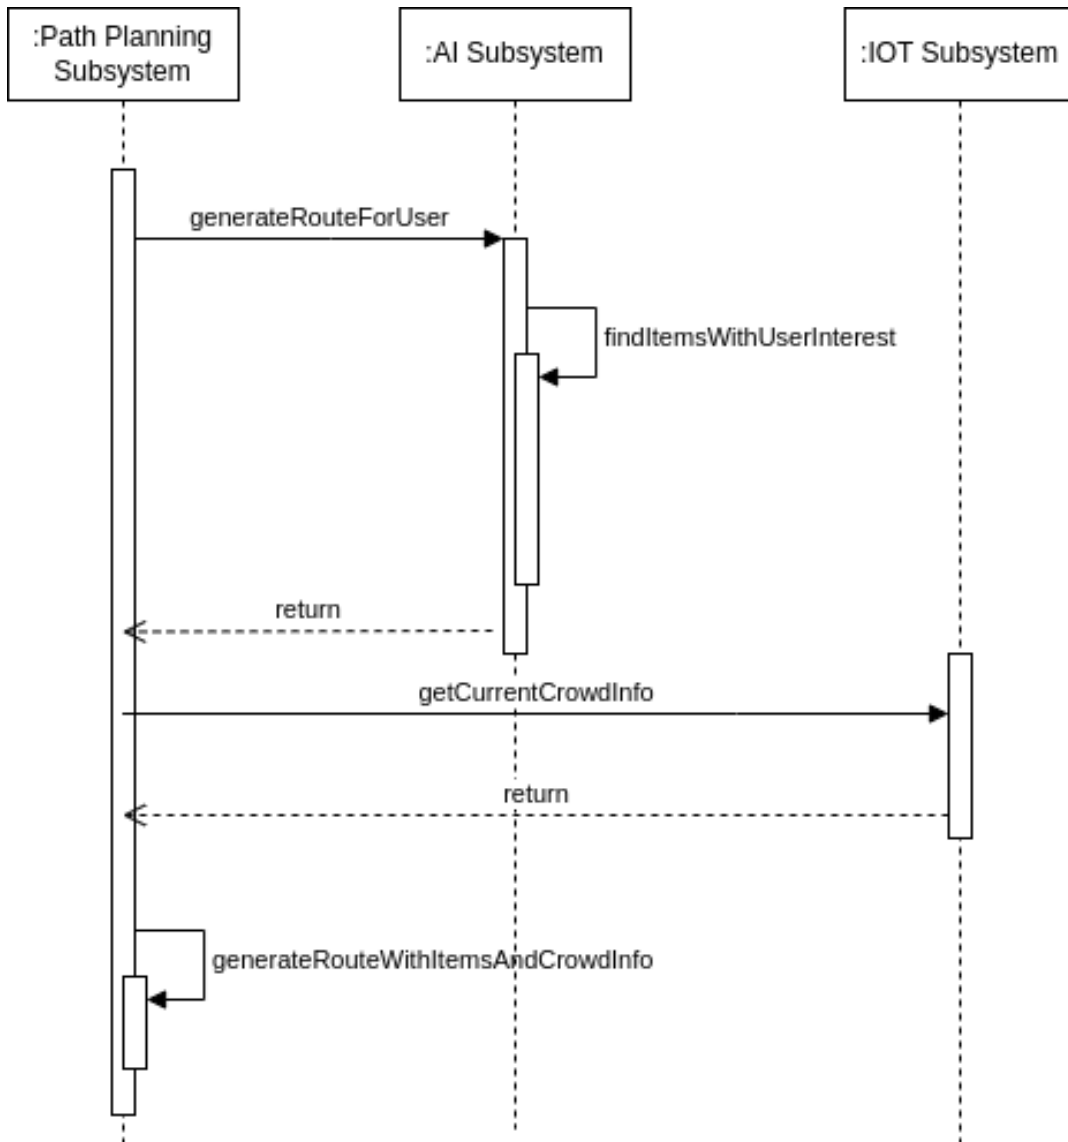 :Path Planning
Subsystem
:AI Subsystem
:IOT Subsystem
generateRouteForUser
findItemsWithUserInterest
return
getCurrentCrowdInfo
return
generateRouteWithItemsAndCrowdInfo